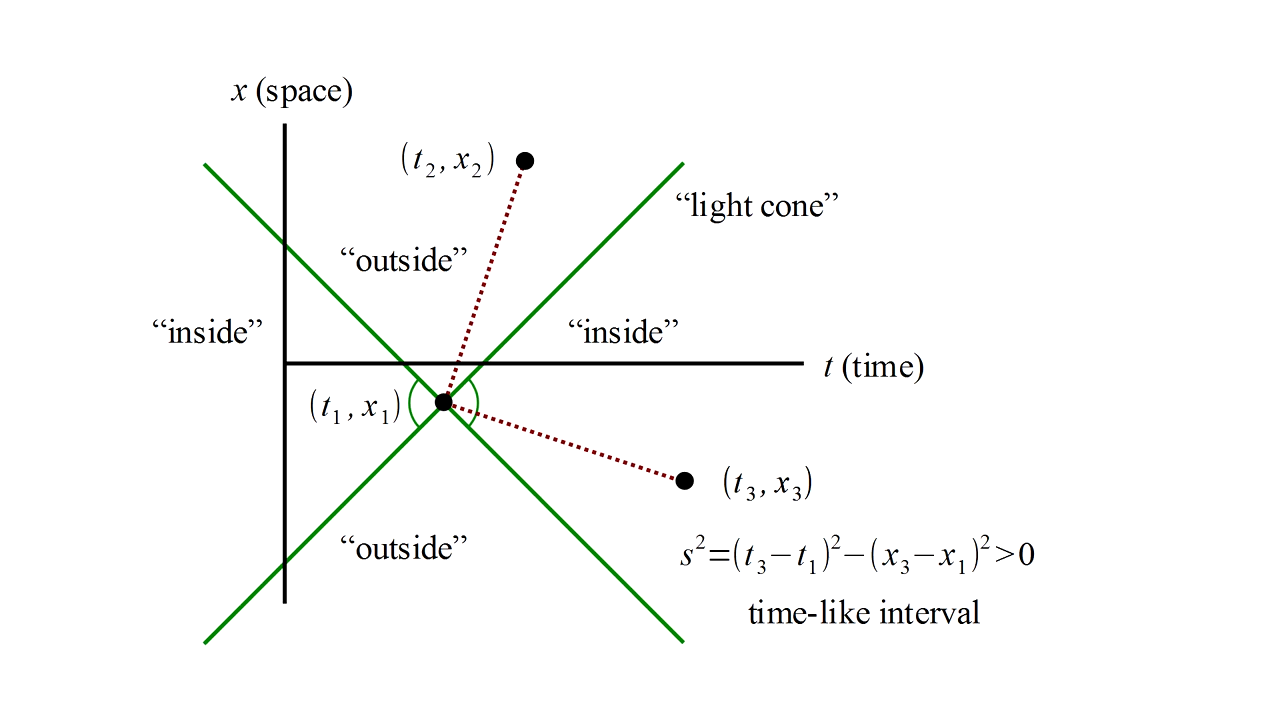 x (space)
(t₂, x₂)
“light cone”
“outside”
“inside”
“inside”
t (time)
(t₁, x₁)
(t₃, x₃)
“outside”
s²=(t₃−t₁)²−(x₃−x₁)²>0
time-like interval